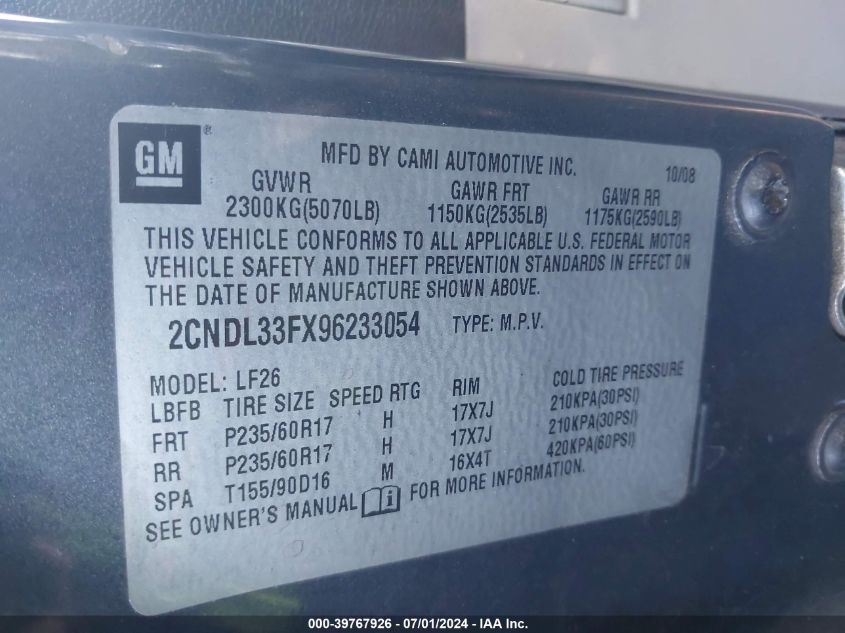 GM ®
MFD BY CAMI AUTOMOTIVE INC. 10/08
GVWR GAWR FRT GAWR RR
2300KG(5070LB) 1150KG(2535LB) 1175KG(2590LB)
THIS VEHICLE CONFORMS TO ALL APPLICABLE U.S. FEDERAL MOTOR
VEHICLE SAFETY AND THEFT PREVENTION STANDARDS IN EFFECT ON
THE DATE OF MANUFACTURE SHOWN ABOVE.
2CNDL33FX96233054 TYPE: M.P.V.
MODEL: LF26
LBFB TIRE SIZE SPEED RTG RIM COLD TIRE PRESSURE
FRT P235/60R17 H 17X7J 210KPA(30PSI)
RR P235/60R17 H 17X7J 210KPA(30PSI)
SPA T155/90D16 M 16X4T 420KPA(60PSI)
SEE OWNER'S MANUAL i FOR MORE INFORMATION.
000-39767926 - 07/01/2024 - IAA Inc.